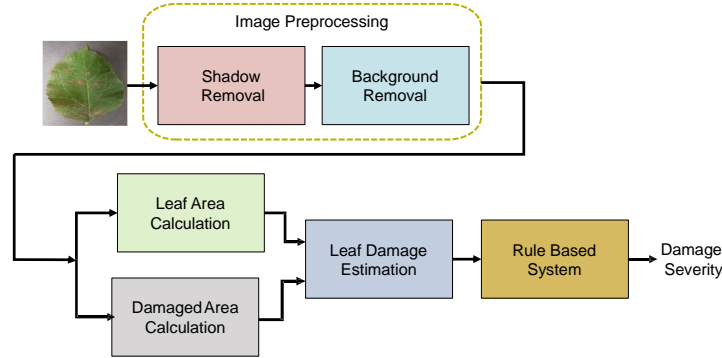 Image Preprocessing
Shadow
Removal
Background
Removal
Leaf Area
Calculation
Damaged Area
Calculation
Leaf Damage
Estimation
Rule Based
System
Damage
Severity